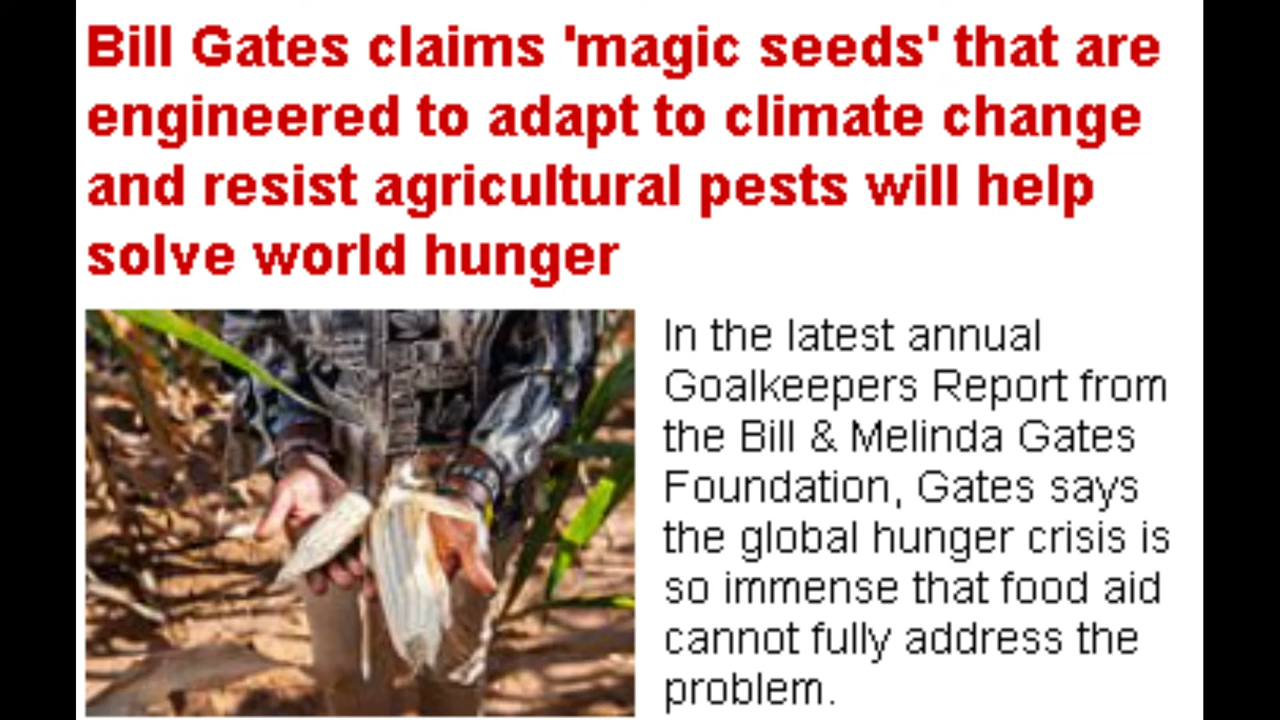 Bill Gates claims 'magic seeds' that are
engineered to adapt to climate change
and resist agricultural pests will help
solve world hunger
In the latest annual
Goalkeepers Report from
the Bill & Melinda Gates
Foundation, Gates says
the global hunger crisis is
so immense that food aid
cannot fully address the
problem.